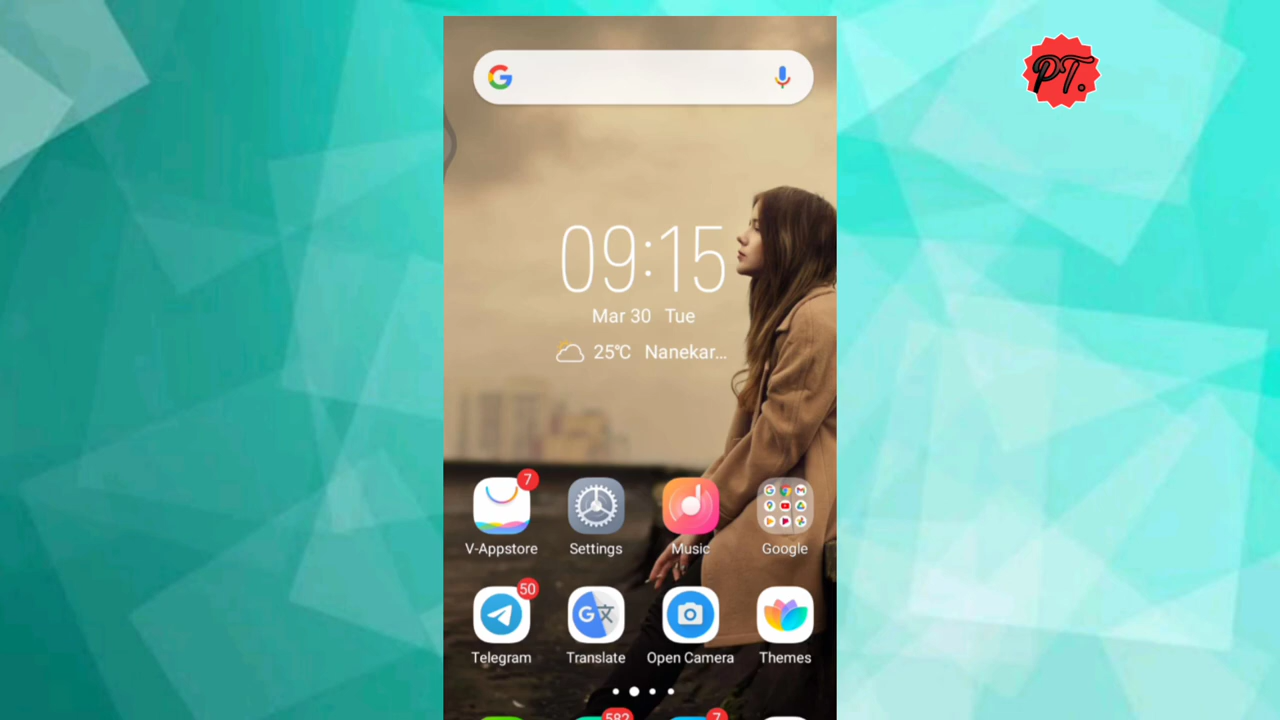 PT.
09:15
Mar 30 Tue
25°C Nanekar...
7
V-Appstore Settings Music Google
50
Telegram Translate Open Camera Themes
582 7